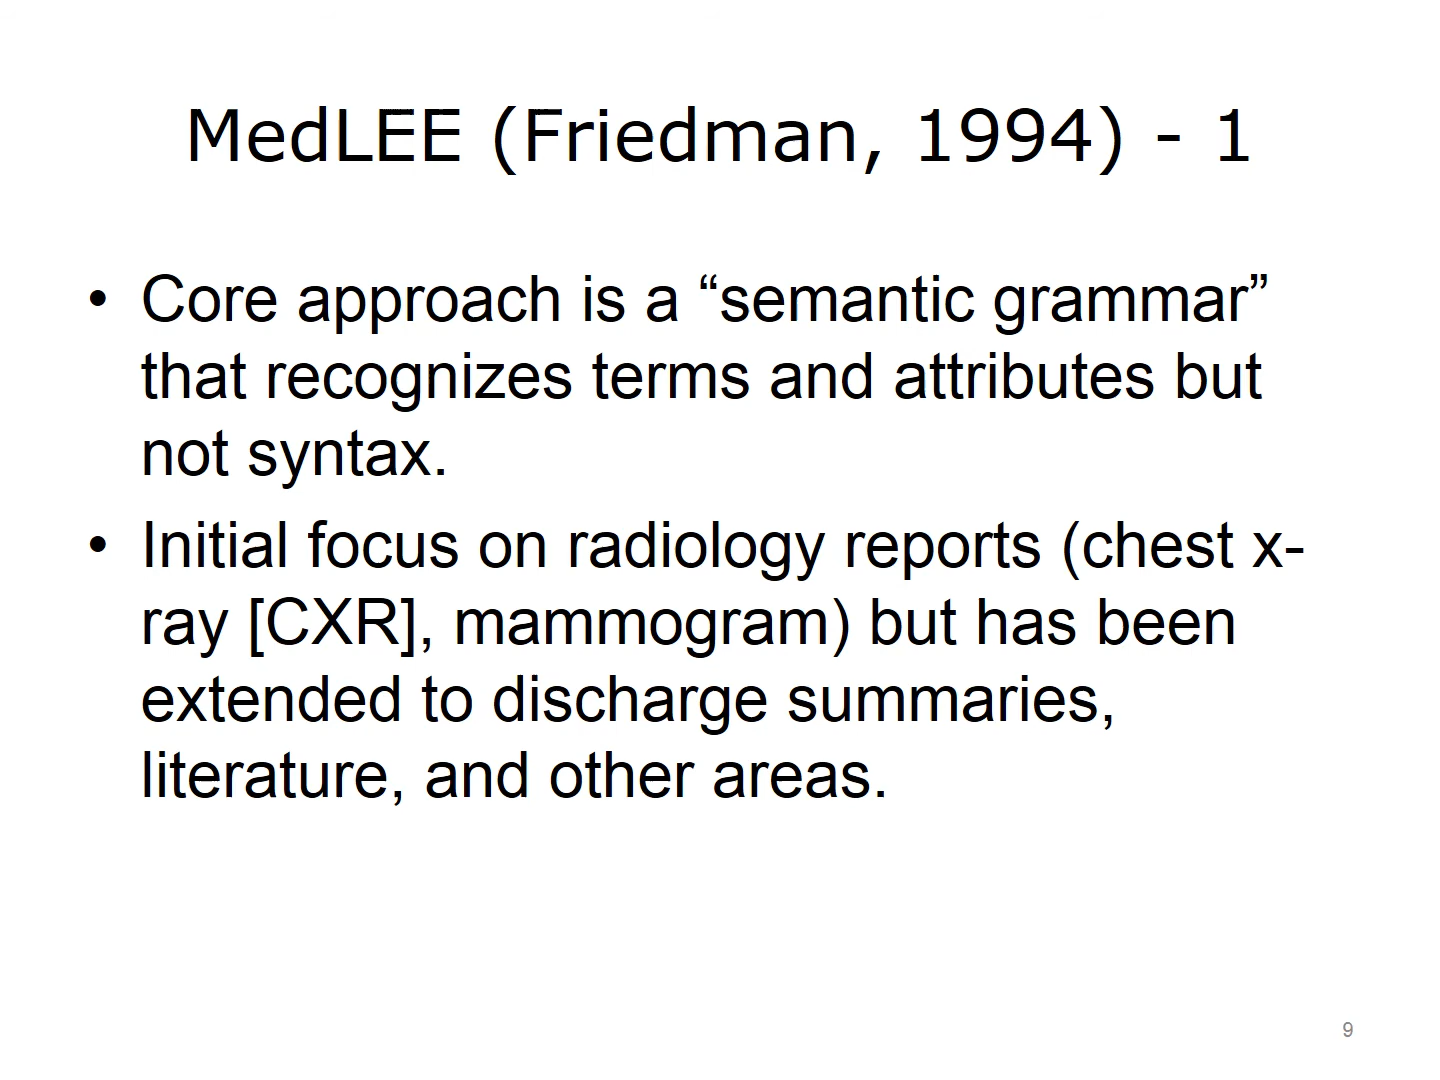 MedLEE (Friedman, 1994) - 1
• Core approach is a “semantic grammar”
that recognizes terms and attributes but
not syntax.
• Initial focus on radiology reports (chest x-
ray [CXR], mammogram) but has been
extended to discharge summaries,
literature, and other areas.
9